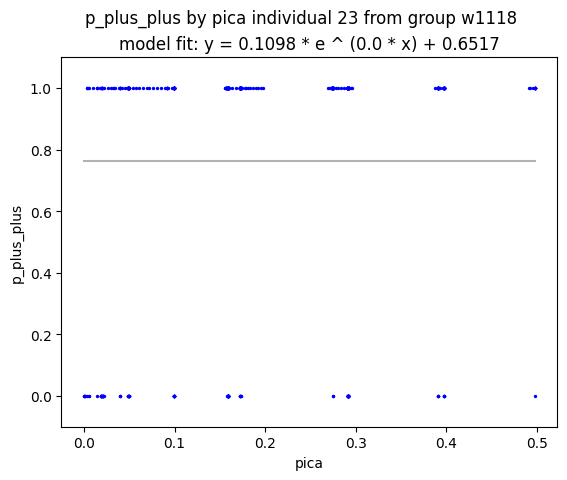 p_plus_plus by pica individual 23 from group w1118
model fit: y = 0.1098 * e ^ (0.0 * x) + 0.6517
1.0
0.8
0.6
0.4
0.2
0.0
p_plus_plus
0.0 0.1 0.2 0.3 0.4 0.5
pica